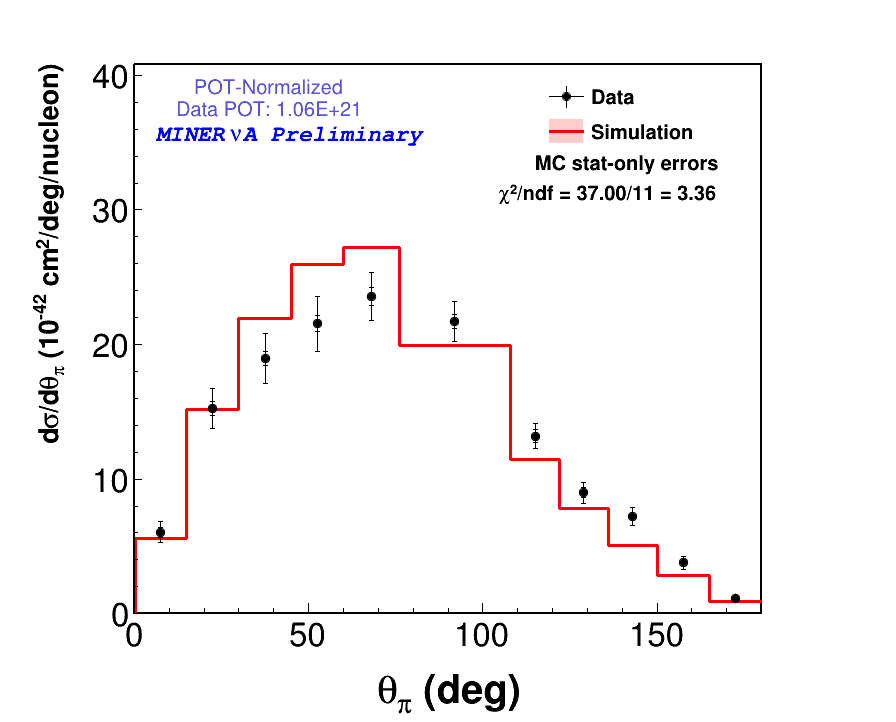 POT-Normalized
Data POT: 1.06E+21
MINERνA Preliminary
Data
Simulation
MC stat-only errors
χ²/ndf = 37.00/11 = 3.36
dσ/dθπ (10⁻⁴² cm²/deg/nucleon)
40
30
20
10
0
0 50 100 150
θπ (deg)